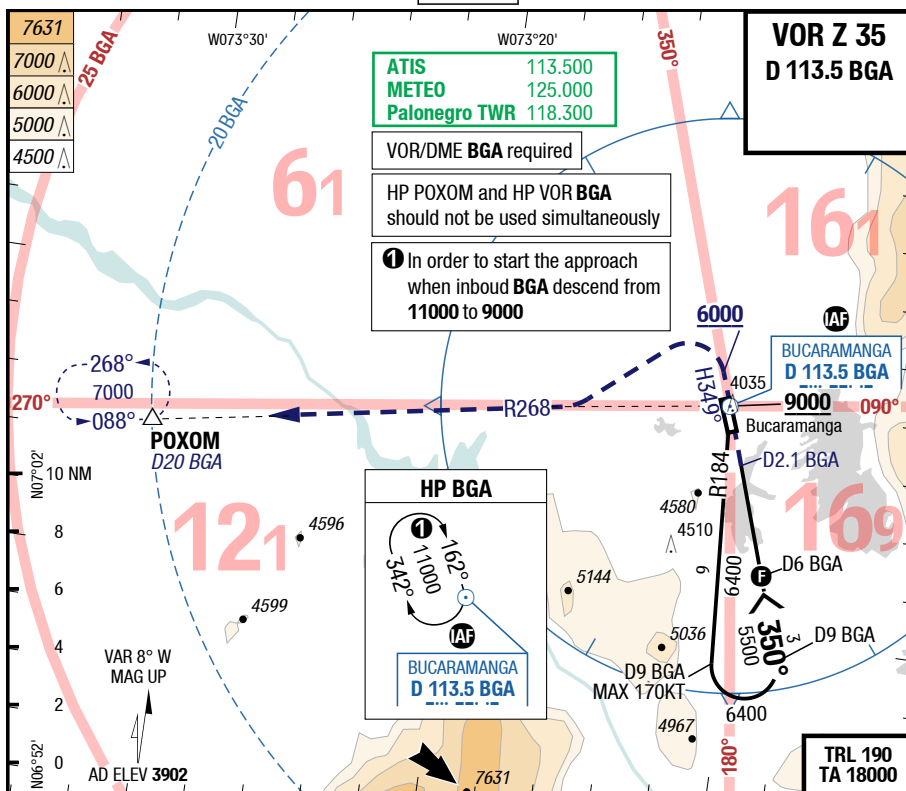 7631
7000
6000
5000
4500
25 BGA
W073°30'
20 BGA
W073°20'
350°
VOR Z 35
D 113.5 BGA
ATIS 113.500
METEO 125.000
Palonegro TWR 118.300
VOR/DME BGA required
HP POXOM and HP VOR BGA
should not be used simultaneously
1 In order to start the approach
when inboud BGA descend from
11000 to 9000
61
161
6000
IAF
BUCARAMANGA
D 113.5 BGA
268°
7000
088°
270°
POXOM
D20 BGA
R268
H349°
4035
9000
090°
Bucaramanga
D2.1 BGA
R184
N07°02'
10 NM
8
6
4
2
0
N06°52'
121
169
4596
4599
HP BGA
1
11000
162°
342°
IAF
BUCARAMANGA
D 113.5 BGA
4580
4510
5144
5036
4967
6
6400
F
D6 BGA
350°
3
5500
D9 BGA
D9 BGA
MAX 170KT
6400
180°
VAR 8° W
MAG UP
AD ELEV 3902
7631
TRL 190
TA 18000